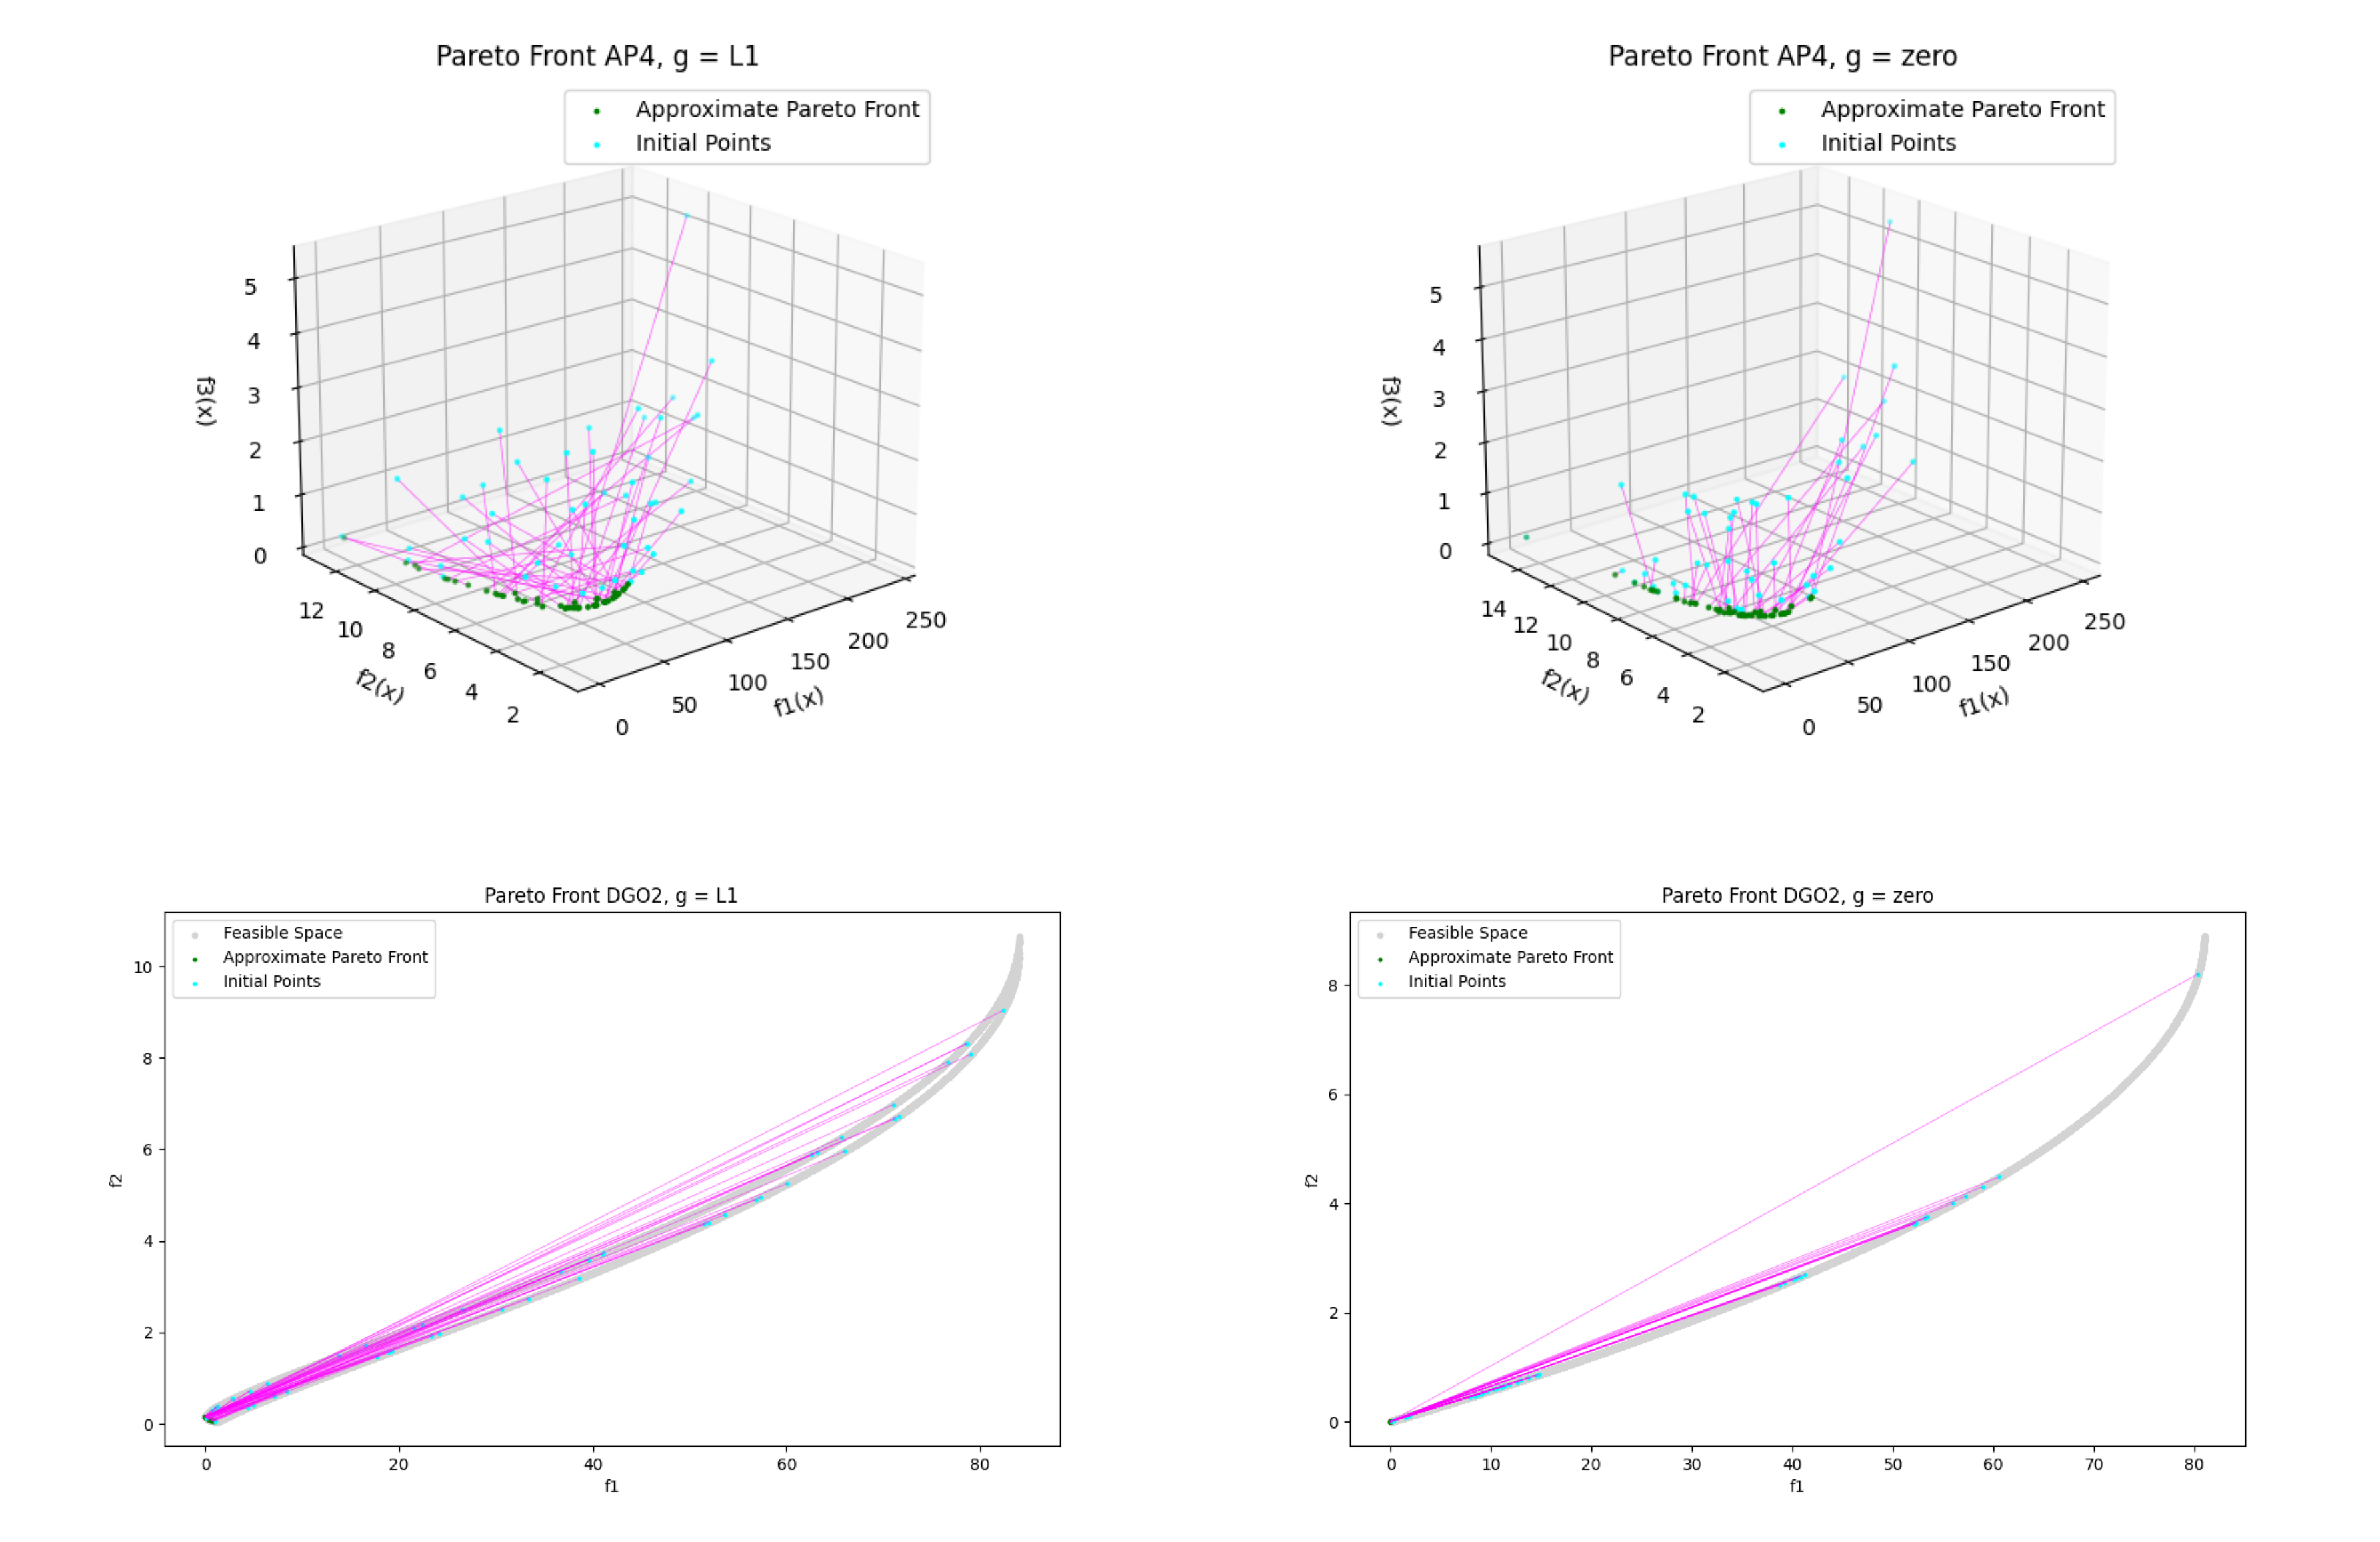 Pareto Front AP4, g = L1
Approximate Pareto Front
Initial Points
5
4
3
2
1
0
f3(x)
12
10
8
6
4
2
f2(x)
0
50
100
150
200
250
f1(x)
Pareto Front AP4, g = zero
Approximate Pareto Front
Initial Points
5
4
3
2
1
0
f3(x)
14
12
10
8
6
4
2
f2(x)
0
50
100
150
200
250
f1(x)
Pareto Front DGO2, g = L1
Feasible Space
Approximate Pareto Front
Initial Points
10
8
6
4
2
0
f2
0 20 40 60 80
f1
Pareto Front DGO2, g = zero
Feasible Space
Approximate Pareto Front
Initial Points
8
6
4
2
0
f2
0 10 20 30 40 50 60 70 80
f1